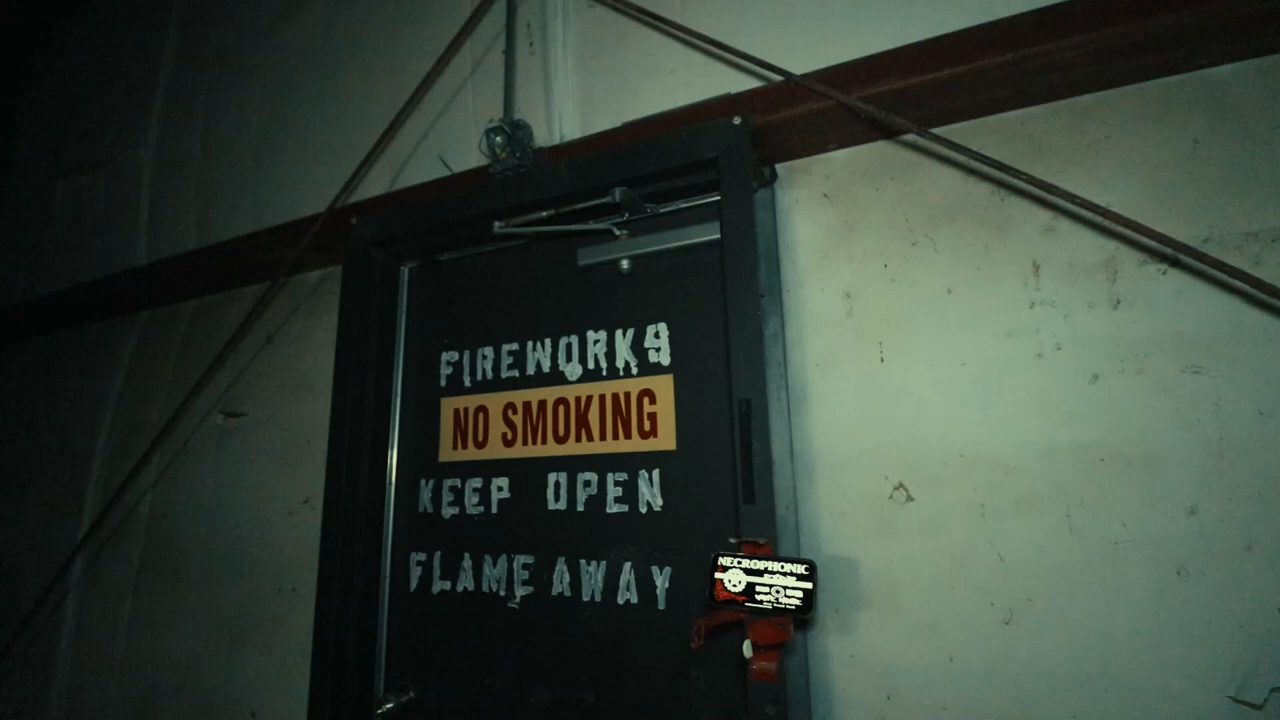 FIREWORKS
NO SMOKING
KEEP OPEN
FLAME AWAY
NECROPHONIC